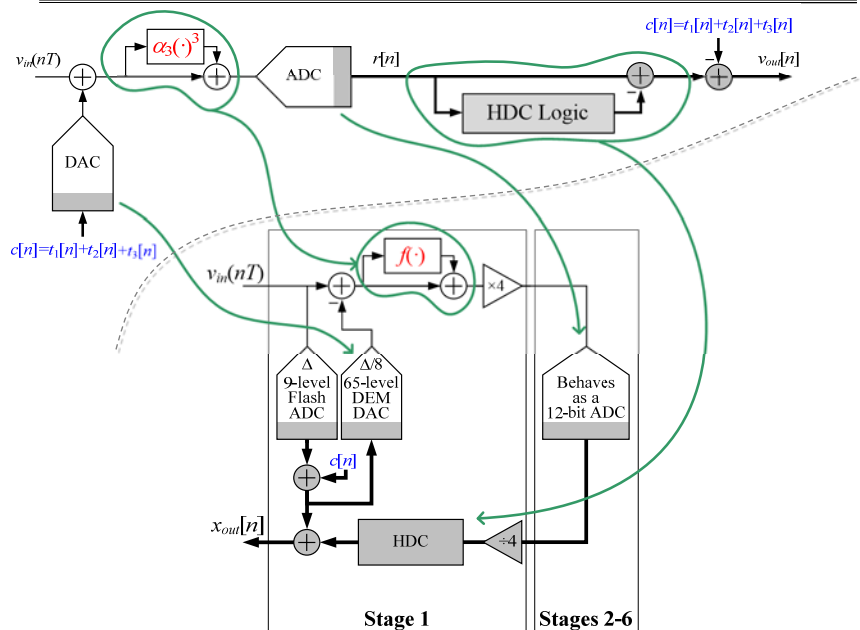 c[n]=t₁[n]+t₂[n]+t₃[n]
vin(nT)
α₃(·)³
+
+
ADC
r[n]
+
−
−
+
vout[n]
HDC Logic
DAC
c[n]=t₁[n]+t₂[n]+t₃[n]
vin(nT)
+
−
f(·)
+
×4
Δ
9-level
Flash
ADC
Δ/8
65-level
DEM
DAC
Behaves
as a
12-bit ADC
c[n]
+
xout[n]
+
HDC
÷4
Stage 1
Stages 2-6